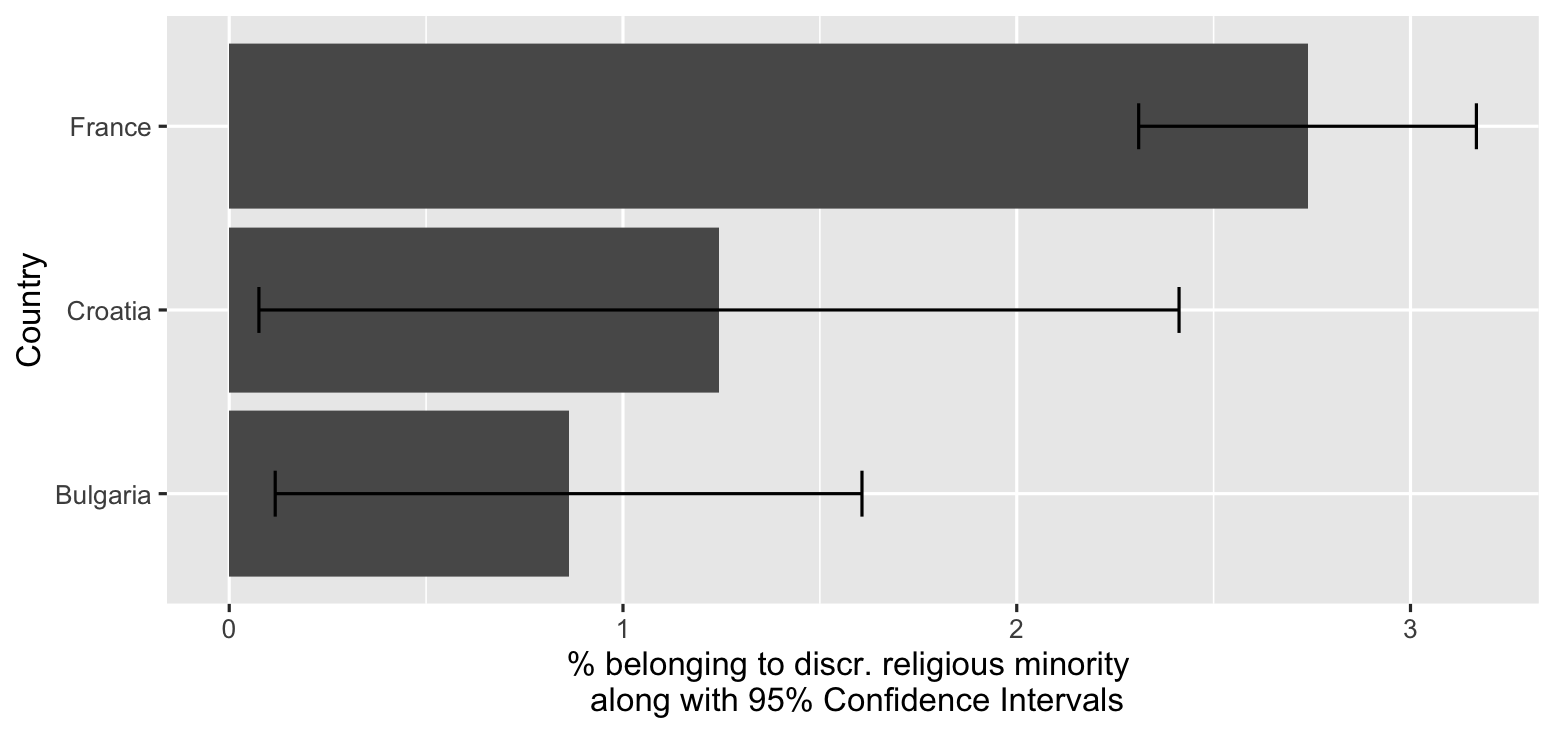 Country
France
Croatia
Bulgaria
0 1 2 3
% belonging to discr. religious minority
along with 95% Confidence Intervals